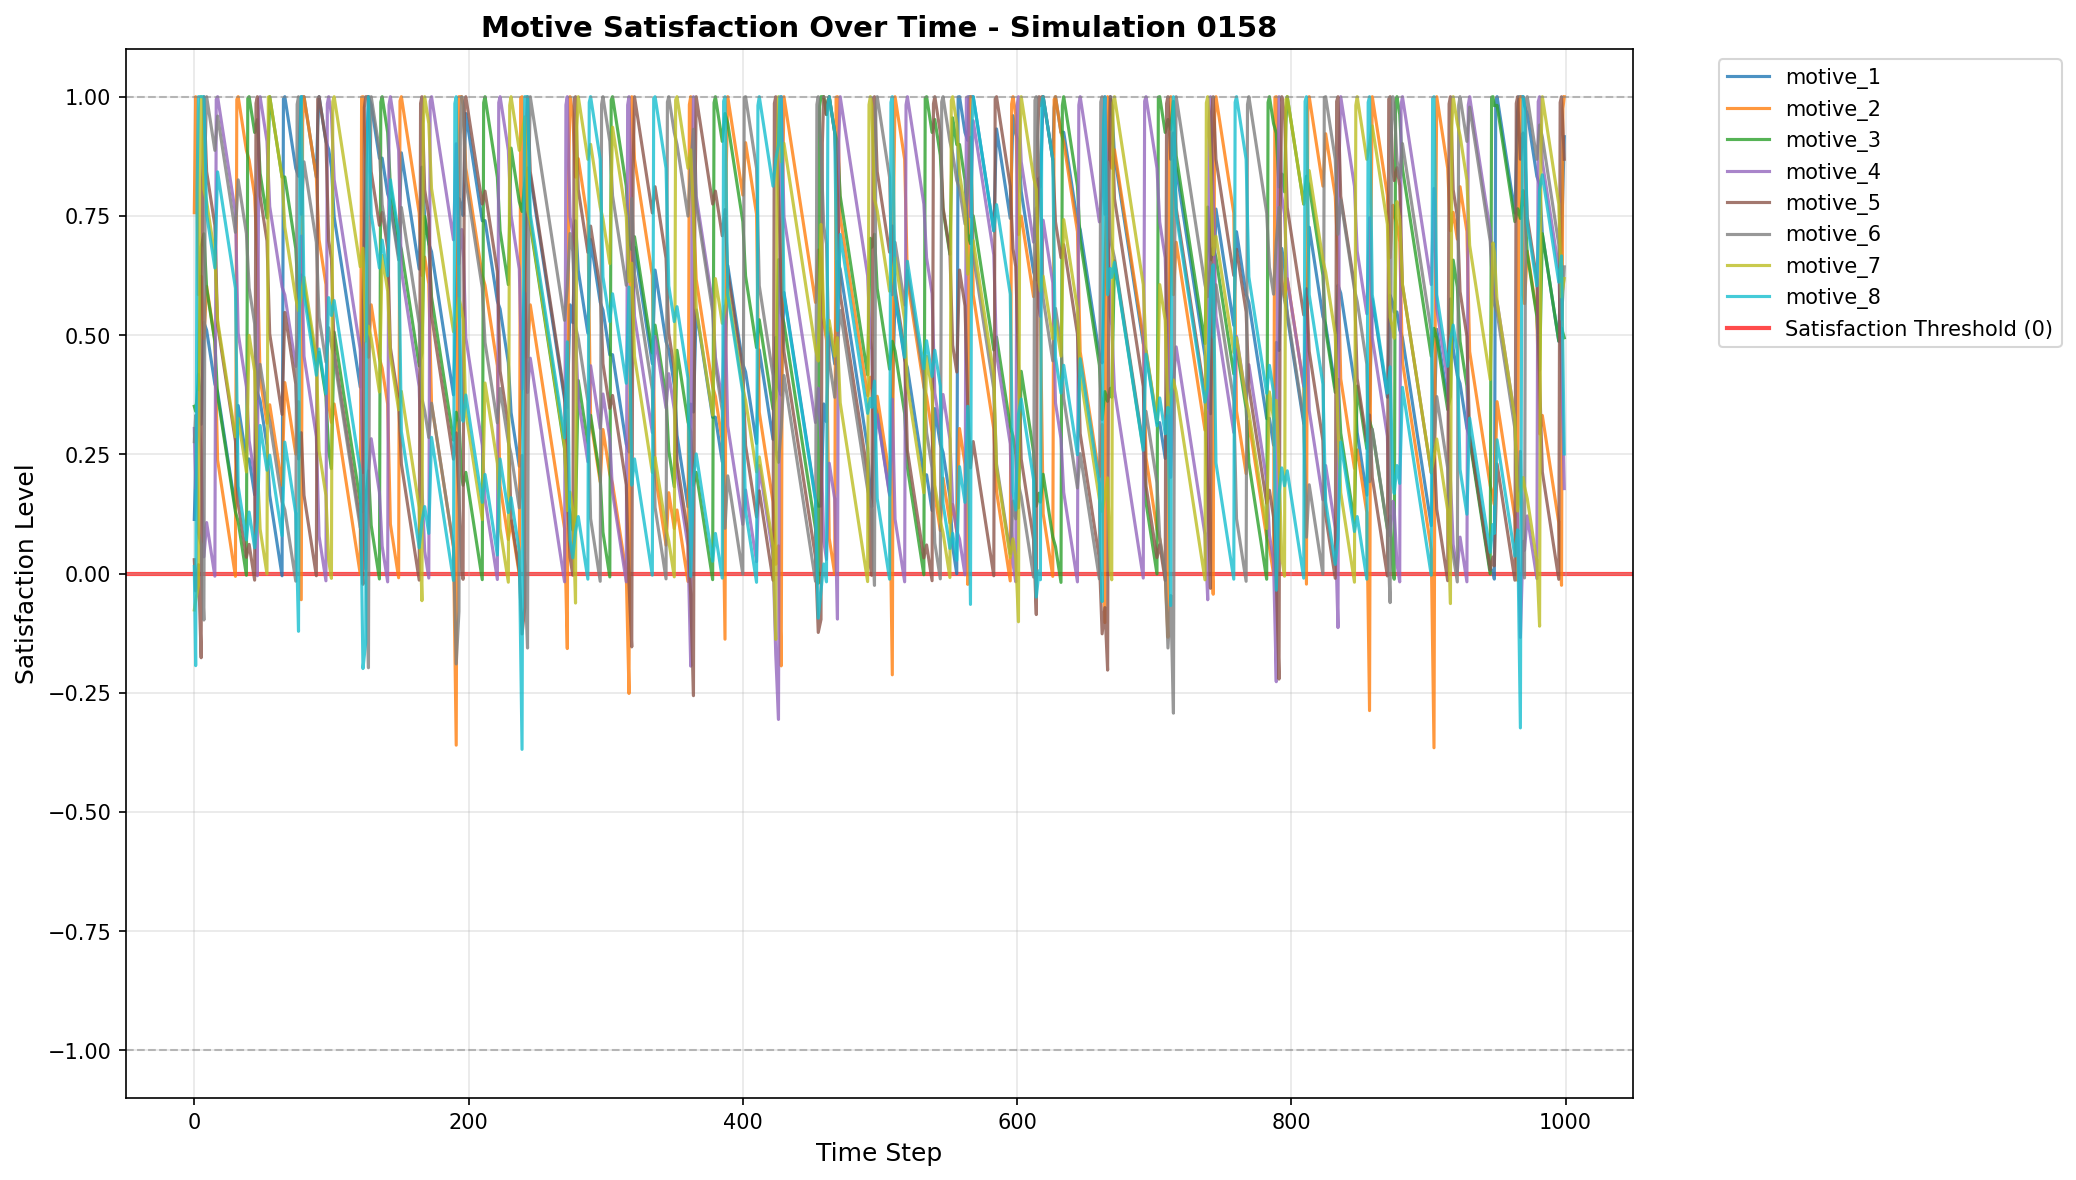 Motive Satisfaction Over Time - Simulation 0158
1.00
0.75
0.50
0.25
0.00
−0.25
−0.50
−0.75
−1.00
Satisfaction Level
0
200
400
600
800
1000
Time Step
motive_1
motive_2
motive_3
motive_4
motive_5
motive_6
motive_7
motive_8
Satisfaction Threshold (0)